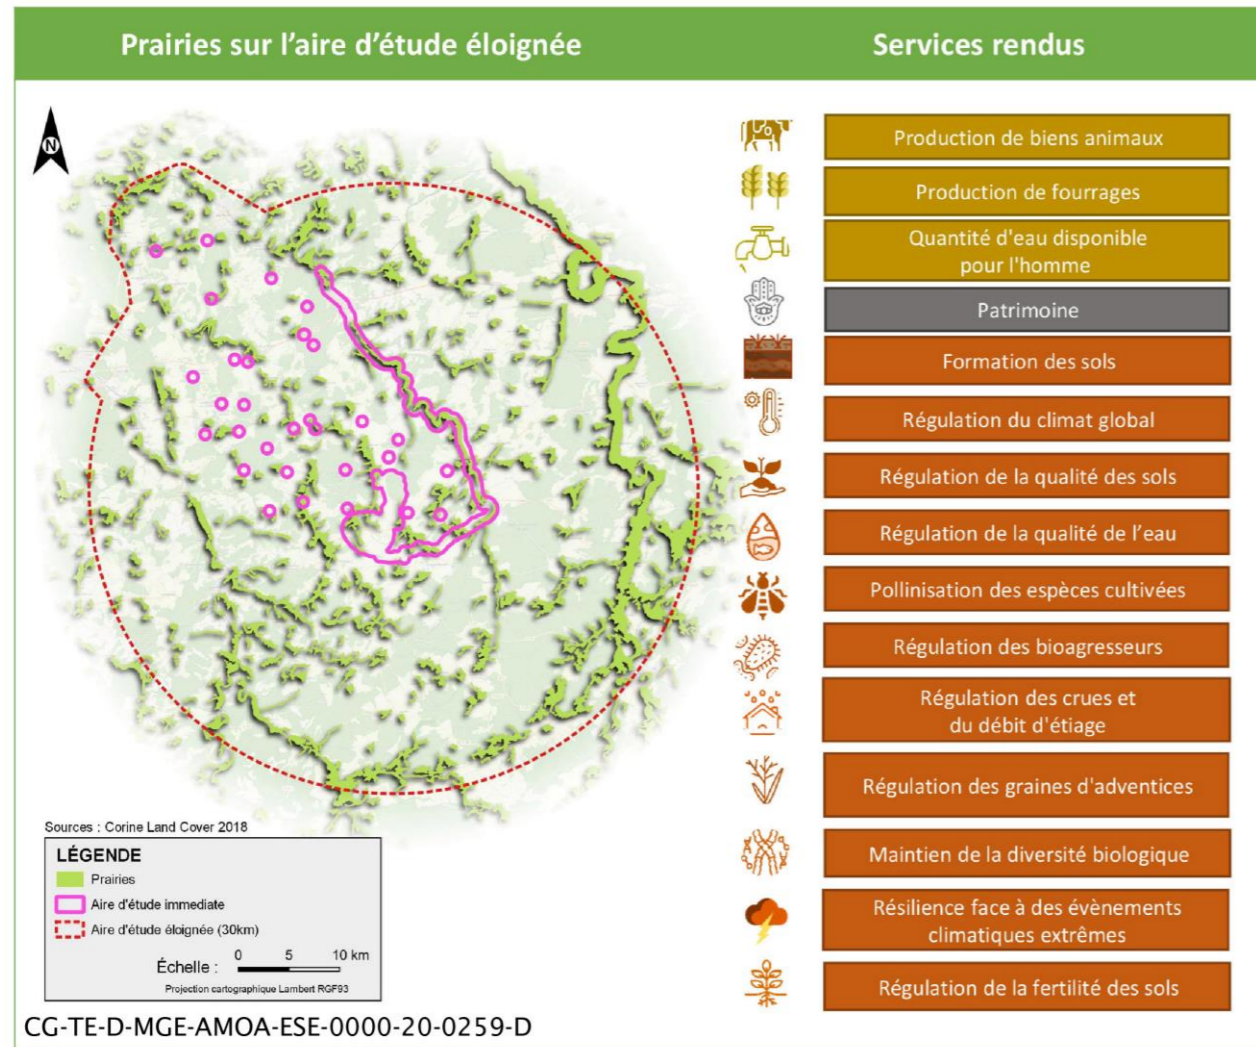 Prairies sur l'aire d'étude éloignée
Services rendus
N
Production de biens animaux
Production de fourrages
Quantité d'eau disponible
pour l'homme
Patrimoine
Formation des sols
Régulation du climat global
Régulation de la qualité des sols
Régulation de la qualité de l'eau
Pollinisation des espèces cultivées
Régulation des bioagresseurs
Régulation des crues et
du débit d'étiage
Régulation des graines d'adventices
Maintien de la diversité biologique
Résilience face à des évènements
climatiques extrêmes
Régulation de la fertilité des sols
Sources : Corine Land Cover 2018
LÉGENDE
Prairies
Aire d'étude immediate
Aire d'étude éloignée (30km)
Échelle :
0 5 10 km
Projection cartographique Lambert RGF93
CG-TE-D-MGE-AMOA-ESE-0000-20-0259-D